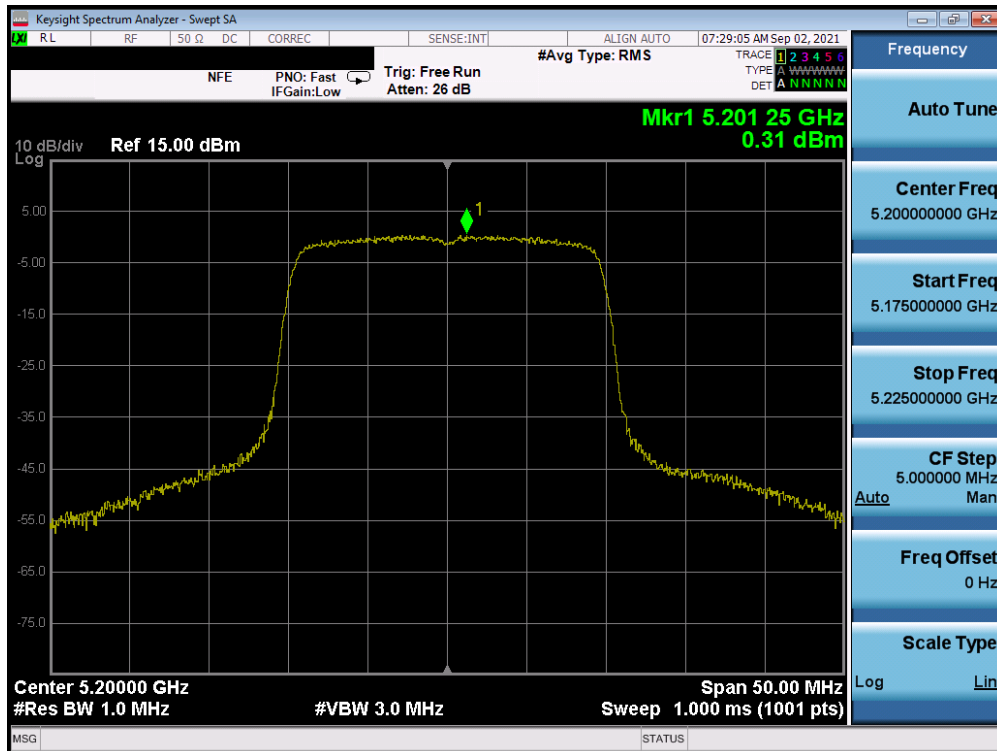 Keysight Spectrum Analyzer - Swept SA
LXI RL RF 50 Ω DC CORREC SENSE:INT ALIGN AUTO 07:29:05 AM Sep 02, 2021
#Avg Type: RMS
TRACE 1 2 3 4 5 6
TYPE A WWWWWW
DET A N N N N N
NFE
PNO: Fast
IFGain:Low
Trig: Free Run
Atten: 26 dB
Mkr1 5.201 25 GHz
0.31 dBm
10 dB/div Ref 15.00 dBm
Log
1
5.00
-5.00
-15.0
-25.0
-35.0
-45.0
-55.0
-65.0
-75.0
Center 5.20000 GHz Span 50.00 MHz
#Res BW 1.0 MHz #VBW 3.0 MHz Sweep 1.000 ms (1001 pts)
MSG STATUS
Frequency
Auto Tune
Center Freq
5.200000000 GHz
Start Freq
5.175000000 GHz
Stop Freq
5.225000000 GHz
CF Step
5.000000 MHz
Auto Man
Freq Offset
0 Hz
Scale Type
Log Lin